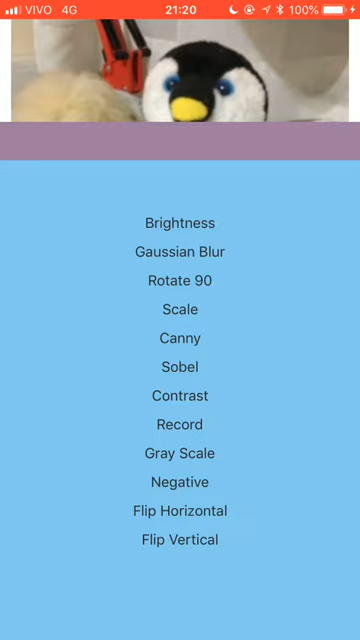 VIVO 4G 21:20 100%
Brightness
Gaussian Blur
Rotate 90
Scale
Canny
Sobel
Contrast
Record
Gray Scale
Negative
Flip Horizontal
Flip Vertical